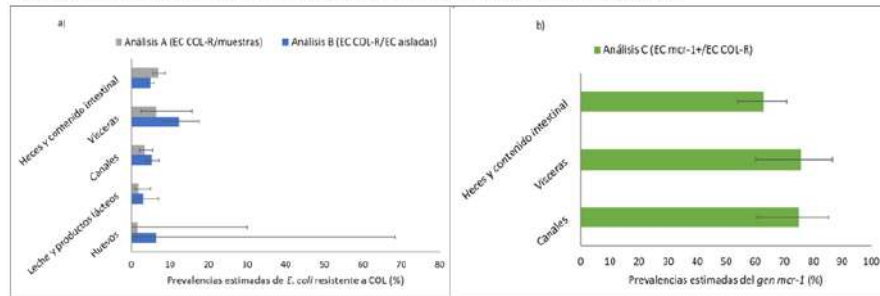 a)
Análisis A (EC COL-R/muestras) Análisis B (EC COL-R/EC aisladas)
Heces y contenido intestinal
Visceras
Canales
Leche y productos lácteos
Huevos
0 10 20 30 40 50 60 70 80
Prevalencias estimadas de E. coli resistente a COL (%)
b)
Análisis C (EC mcr-1+/EC COL-R)
Heces y contenido intestinal
Visceras
Canales
0 10 20 30 40 50 60 70 80 90 100
Prevalencias estimadas del gen mcr-1 (%)